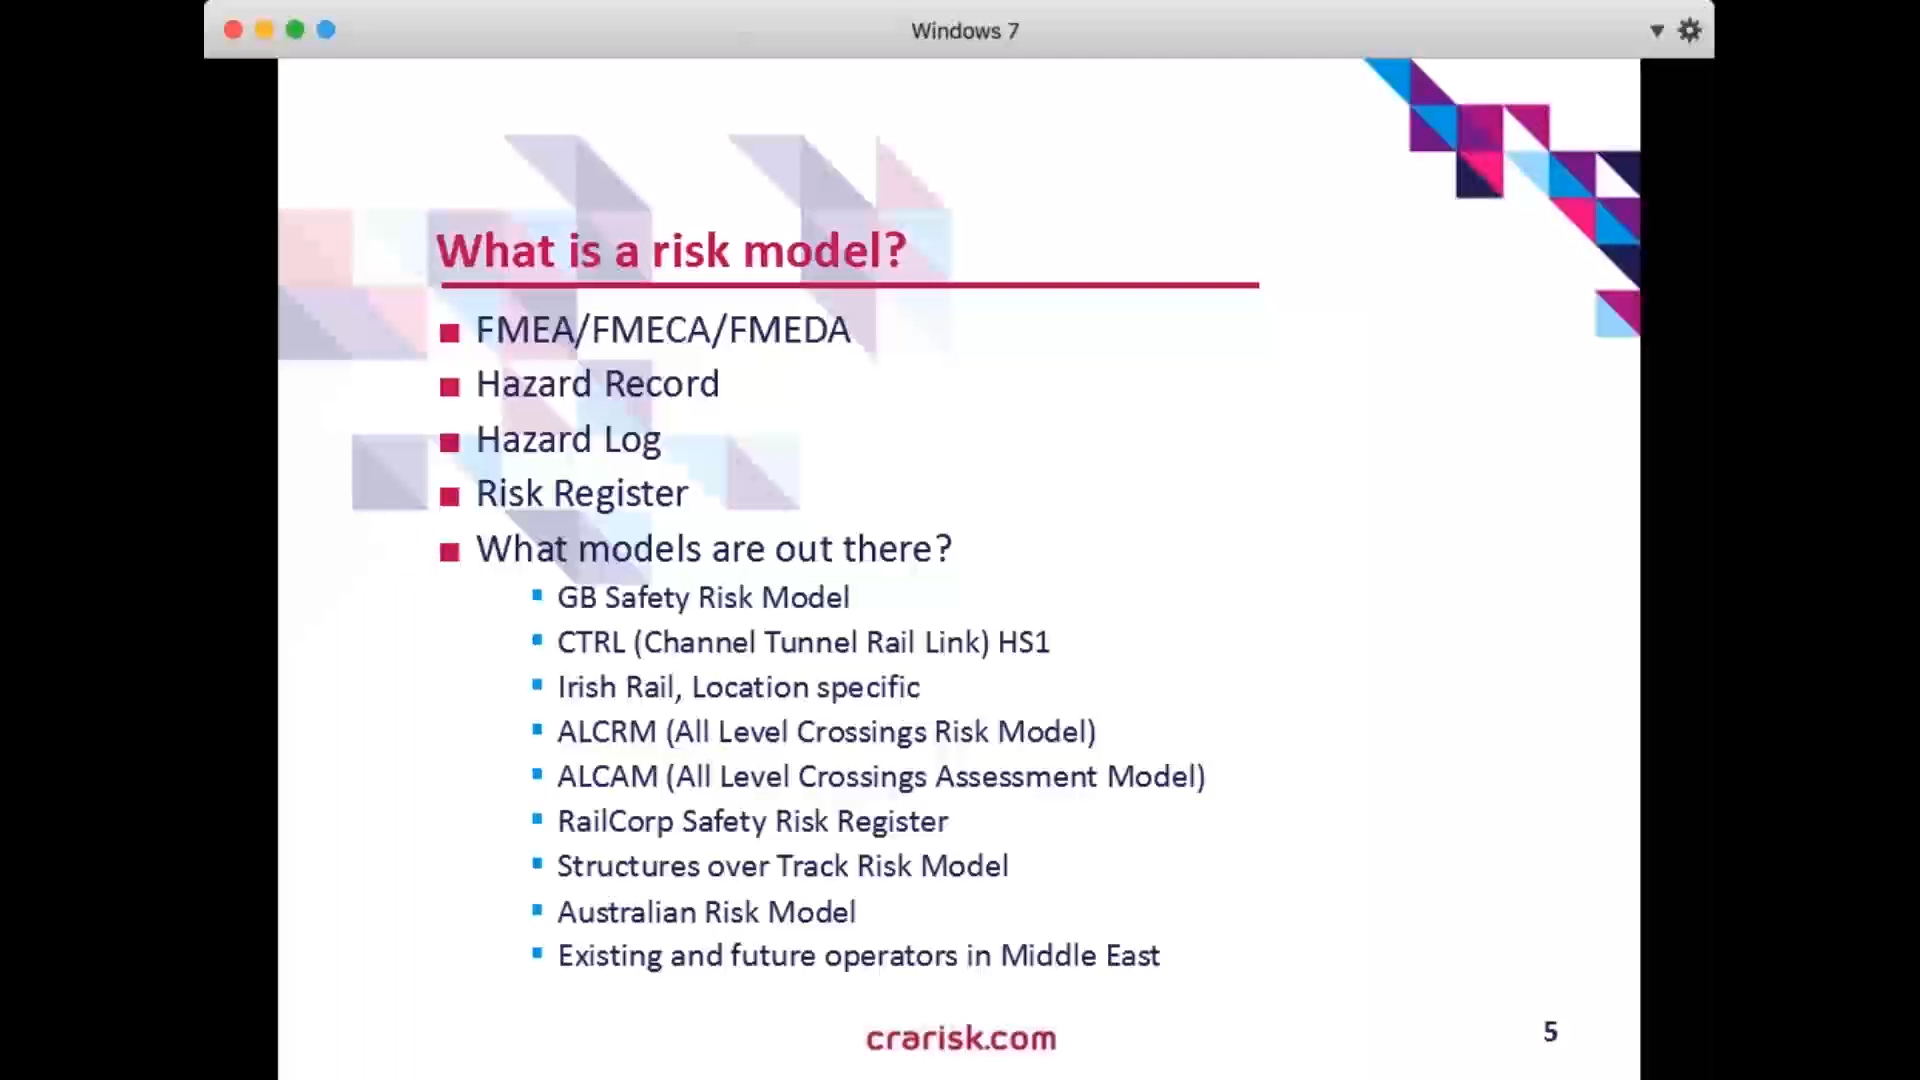 Windows 7
What is a risk model?
FMEA/FMECA/FMEDA
Hazard Record
Hazard Log
Risk Register
What models are out there?
GB Safety Risk Model
CTRL (Channel Tunnel Rail Link) HS1
Irish Rail, Location specific
ALCRM (All Level Crossings Risk Model)
ALCAM (All Level Crossings Assessment Model)
RailCorp Safety Risk Register
Structures over Track Risk Model
Australian Risk Model
Existing and future operators in Middle East
crarisk.com
5